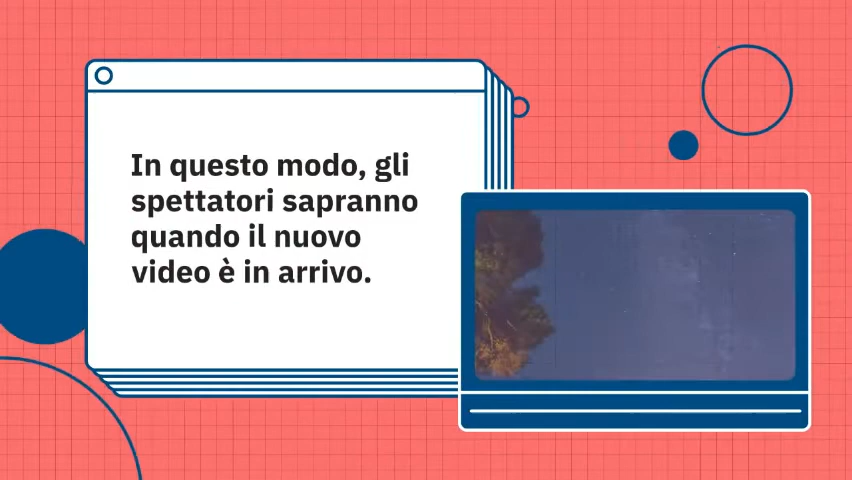 In questo modo, gli
spettatori sapranno
quando il nuovo
video è in arrivo.